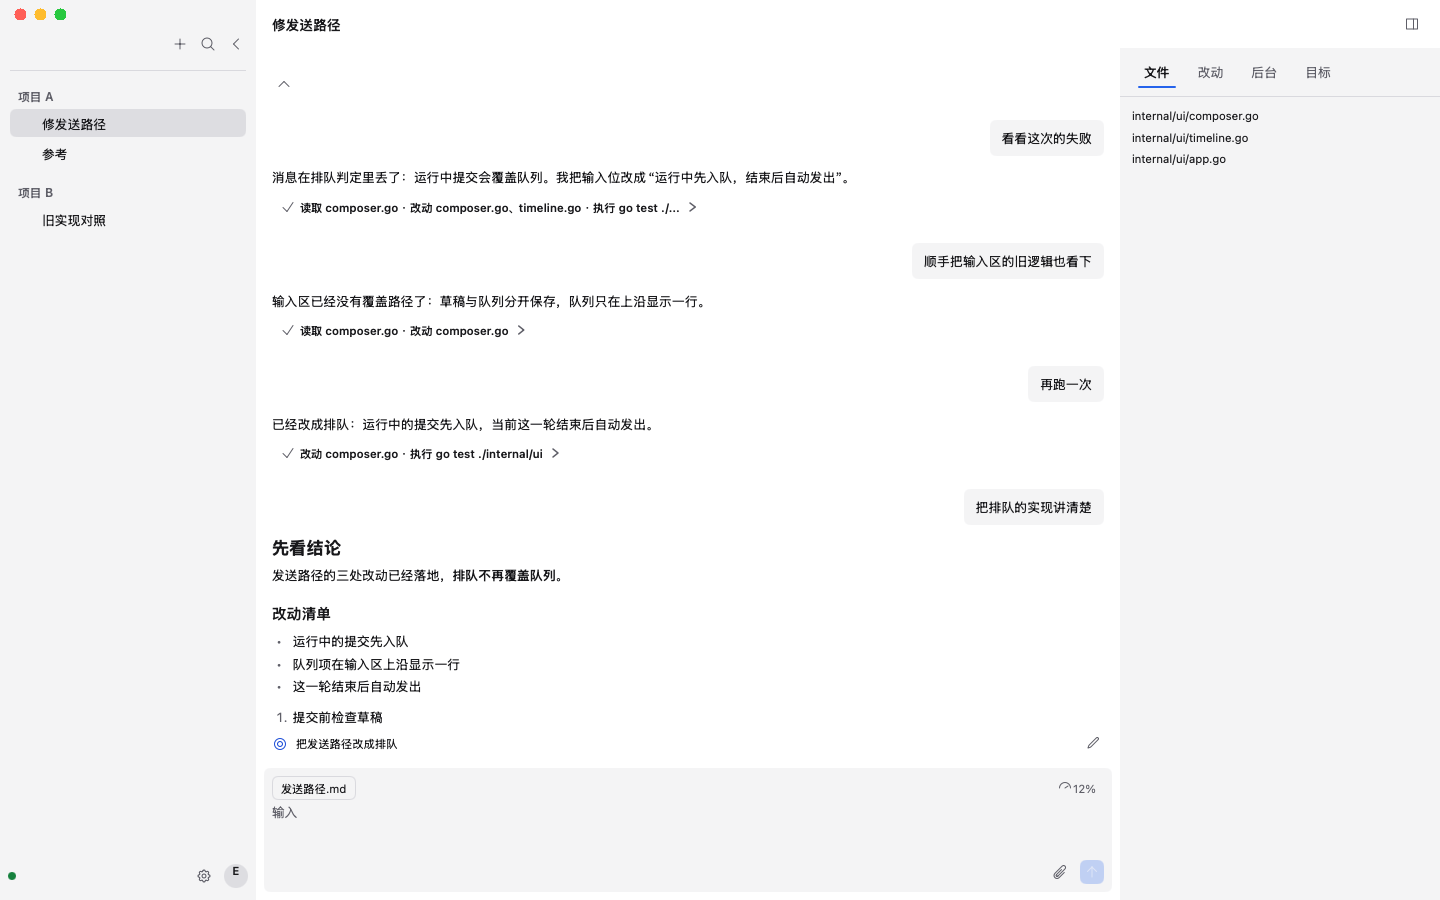 修发送路径
项目 A
修发送路径
参考
项目 B
旧实现对照
E
看看这次的失败
消息在排队判定里丢了：运行中提交会覆盖队列。我把输入位改成 “运行中先入队，结束后自动发出”。
读取 composer.go · 改动 composer.go、timeline.go · 执行 go test ./...
顺手把输入区的旧逻辑也看下
输入区已经没有覆盖路径了：草稿与队列分开保存，队列只在上沿显示一行。
读取 composer.go · 改动 composer.go
再跑一次
已经改成排队：运行中的提交先入队，当前这一轮结束后自动发出。
改动 composer.go · 执行 go test ./internal/ui
把排队的实现讲清楚
先看结论
发送路径的三处改动已经落地，排队不再覆盖队列。
改动清单
• 运行中的提交先入队
• 队列项在输入区上沿显示一行
• 这一轮结束后自动发出
1. 提交前检查草稿
把发送路径改成排队
发送路径.md
12%
输入
文件 改动 后台 目标
internal/ui/composer.go
internal/ui/timeline.go
internal/ui/app.go